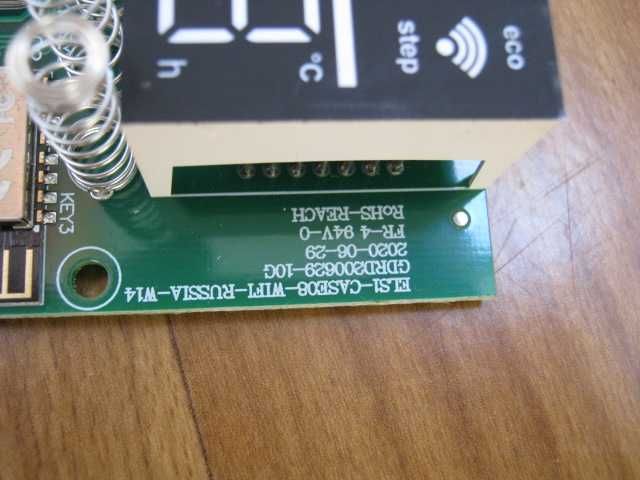 eco
step
°C
h
KEY3
ELS1-CASE08-WIFI-RUSSIA-W14
GDRD200629-10G
2020-06-29
FR-4 94V-0
RoHS-REACH